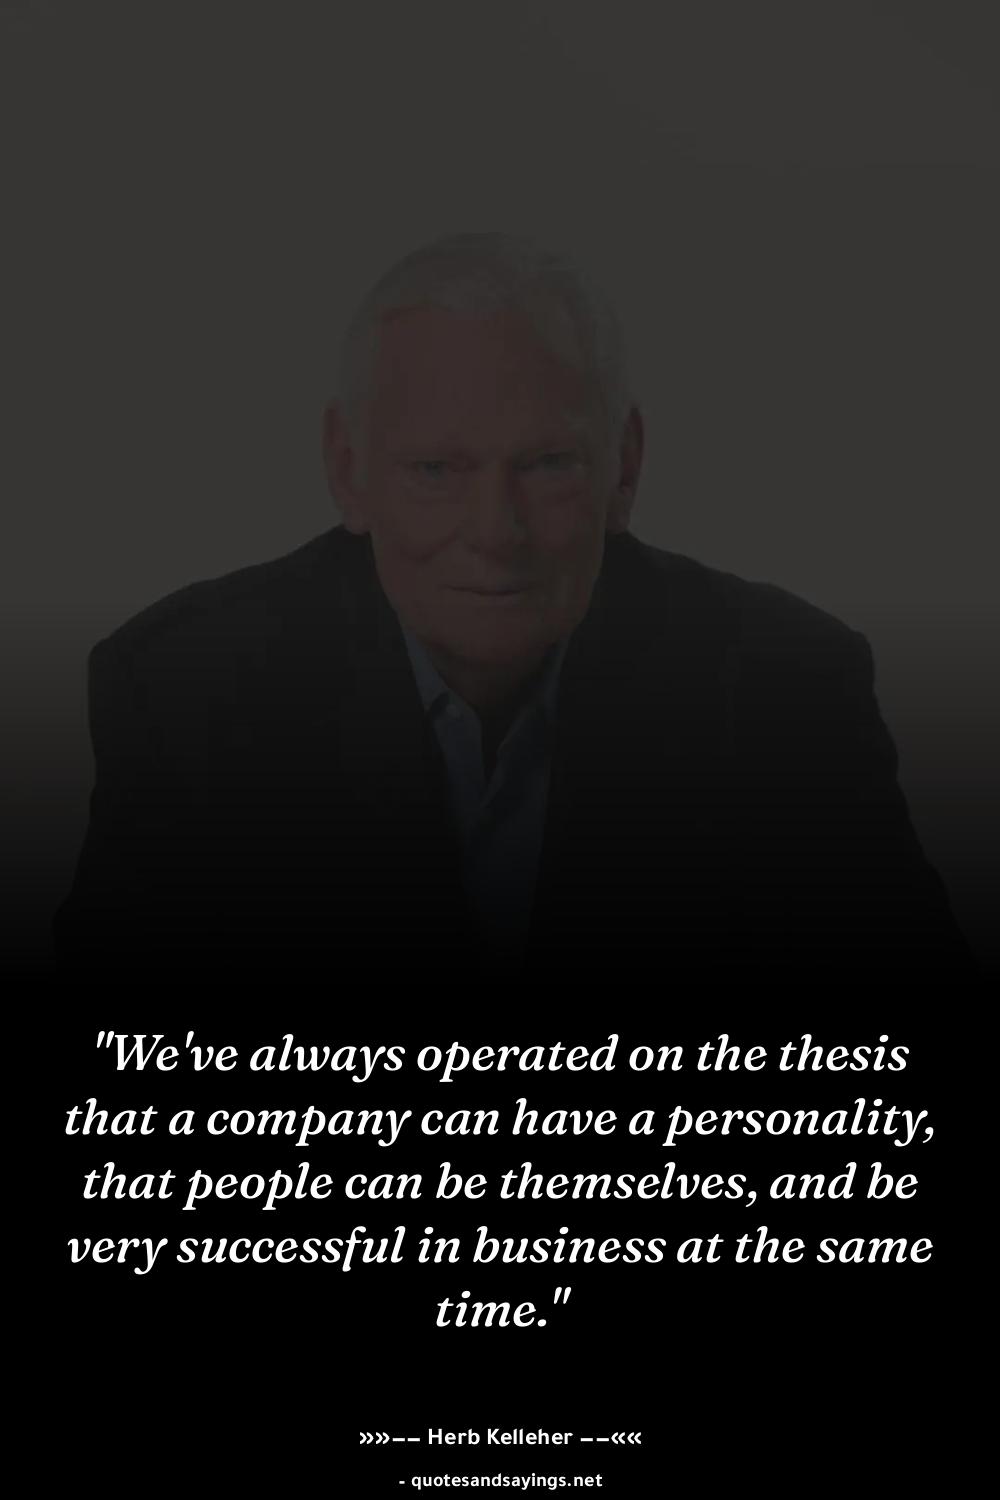 "We've always operated on the thesis
that a company can have a personality,
that people can be themselves, and be
very successful in business at the same
time."
»»−− Herb Kelleher −−««
- quotesandsayings.net